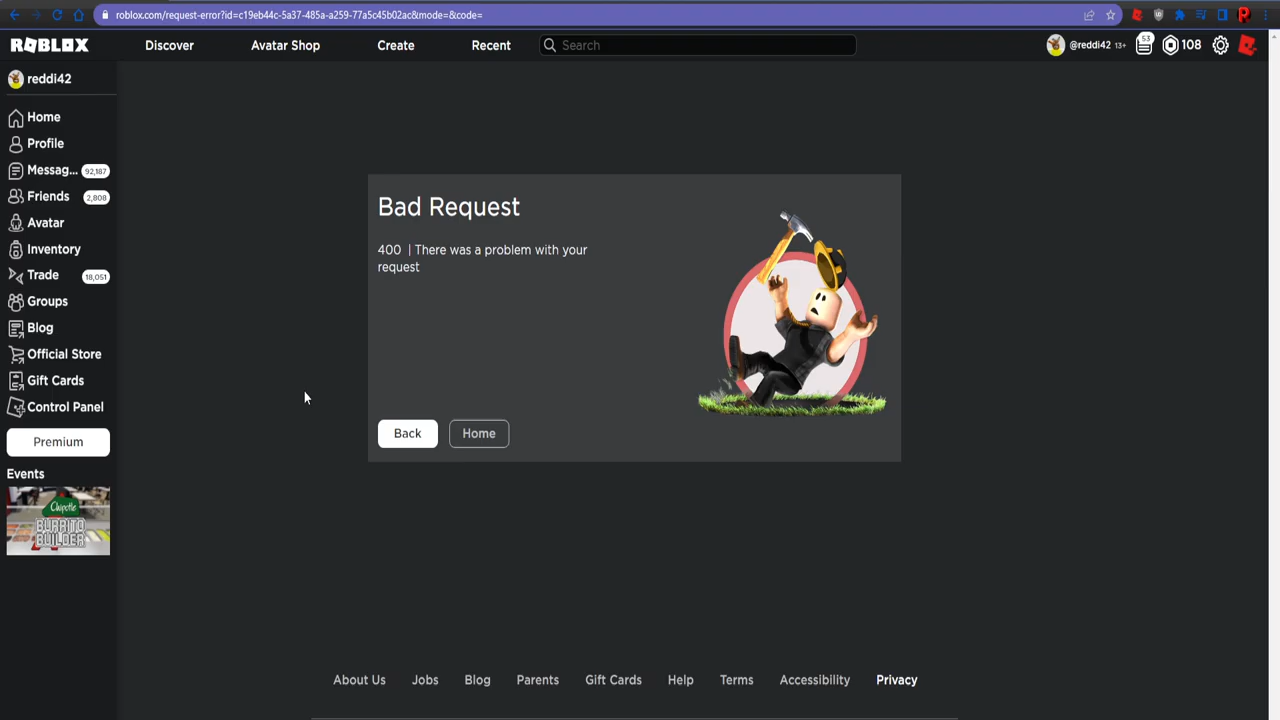 roblox.com/request-error?id=c19eb44c-5a37-485a-a259-77a5c45b02ac&mode=&code=
ROBLOX
Discover
Avatar Shop
Create
Recent
Search
@reddi42 13+
53
108
reddi42
Home
Profile
Messag... 92,187
Friends 2,808
Avatar
Inventory
Trade 18,051
Groups
Blog
Official Store
Gift Cards
Control Panel
Premium
Events
Chipotle
BURRITO
BUILDER
Bad Request
400 | There was a problem with your
request
Back
Home
About Us
Jobs
Blog
Parents
Gift Cards
Help
Terms
Accessibility
Privacy